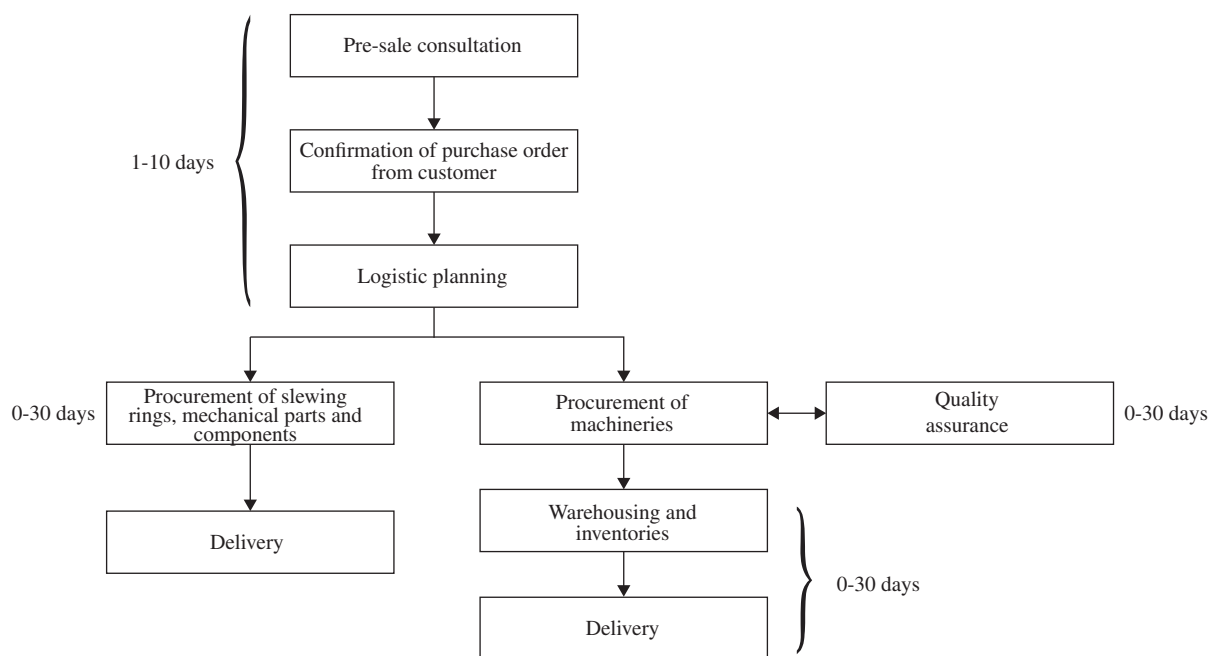 Pre-sale consultation
1-10 days
Confirmation of purchase order
from customer
Logistic planning
0-30 days
Procurement of slewing
rings, mechanical parts and
components
Procurement of
machineries
Quality
assurance
0-30 days
Delivery
Warehousing and
inventories
0-30 days
Delivery